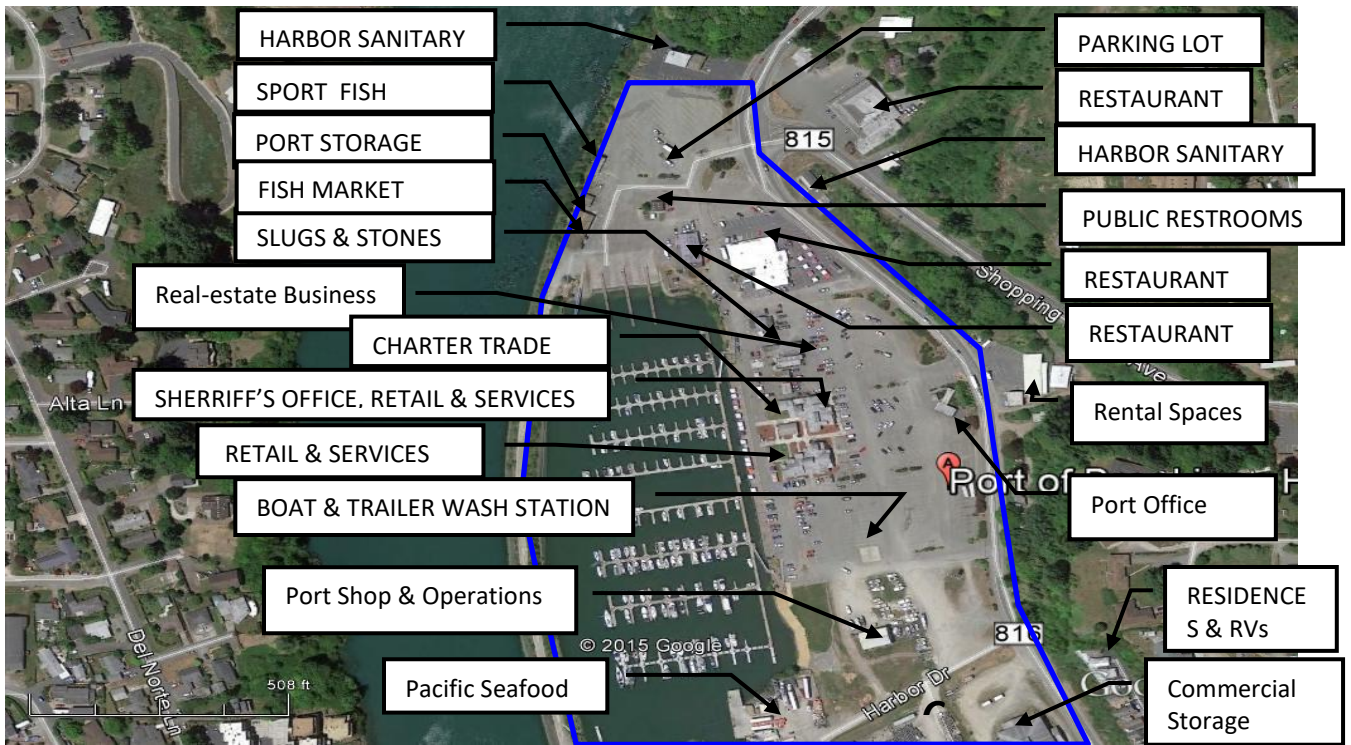 HARBOR SANITARY
SPORT FISH
PORT STORAGE
FISH MARKET
SLUGS & STONES
Real-estate Business
CHARTER TRADE
SHERRIFF'S OFFICE, RETAIL & SERVICES
RETAIL & SERVICES
BOAT & TRAILER WASH STATION
Port Shop & Operations
Pacific Seafood
PARKING LOT
RESTAURANT
HARBOR SANITARY
PUBLIC RESTROOMS
RESTAURANT
RESTAURANT
Rental Spaces
Port Office
RESIDENCE
S & RVs
Commercial
Storage
815
Shopping
Ave
Alta Ln
A
Port of
H
816
Del Norte Ln
508 ft
© 2015 Google
Harbor Dr